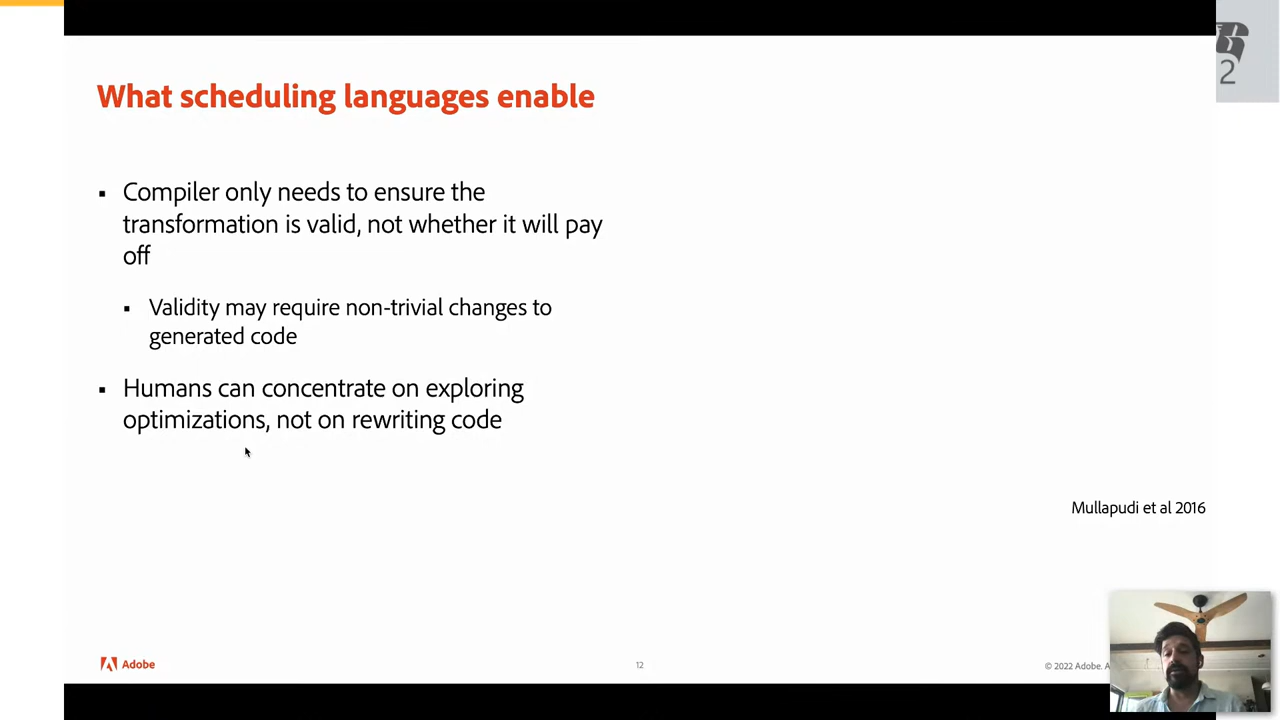 What scheduling languages enable
▪ Compiler only needs to ensure the
transformation is valid, not whether it will pay
off
▪ Validity may require non-trivial changes to
generated code
▪ Humans can concentrate on exploring
optimizations, not on rewriting code
Mullapudi et al 2016
Adobe
12
© 2022 Adobe. A
2